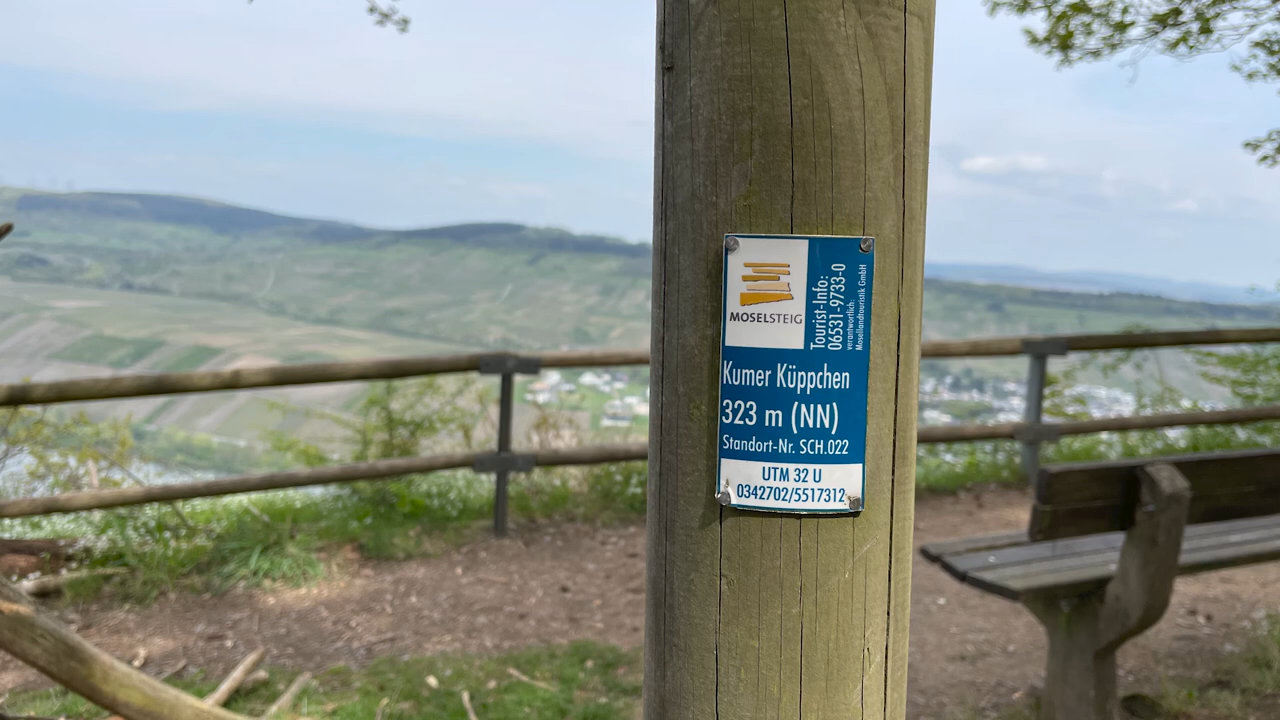 MOSELSTEIG
Tourist-Info:
06531-9733-0
verantwortlich:
Mosellandtouristik GmbH
Kumer Küppchen
323 m (NN)
Standort-Nr. SCH.022
UTM 32 U
0342702/5517312